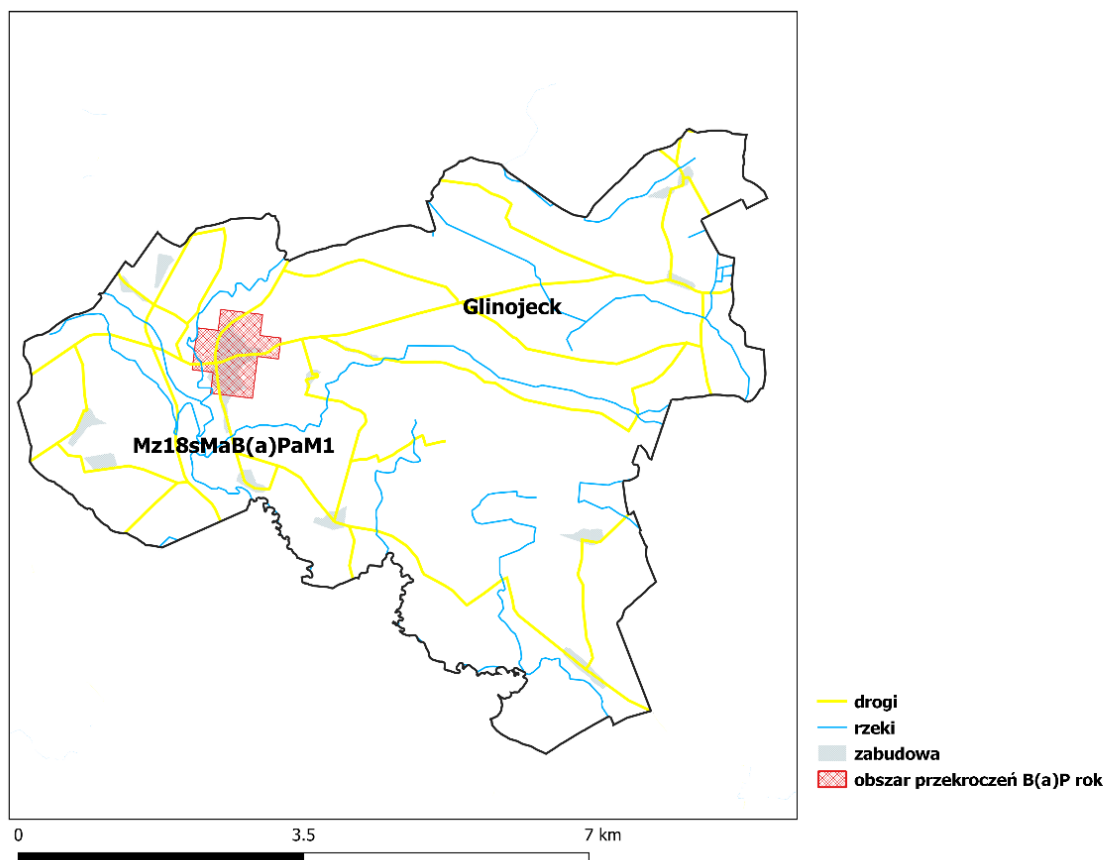 Glinojeck
Mz18sMaB(a)PaM1
drogi
rzeki
zabudowa
obszar przekroczeń B(a)P rok
0 3.5 7 km